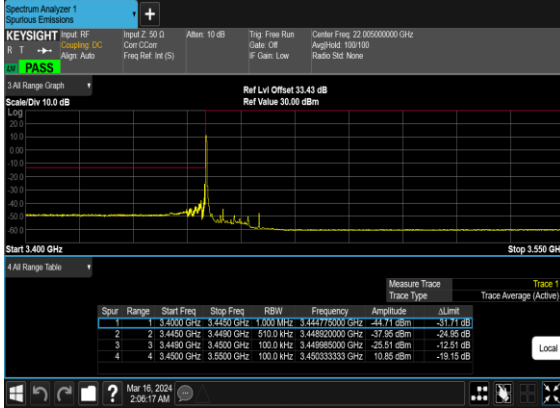 Spectrum Analyzer 1
Spurious Emissions
+
KEYSIGHT Input: RF Input Z: 50 Ω Atten: 10 dB Trig: Free Run Center Freq: 22.005000000 GHz
R T Coupling: DC Corr CCorr Gate: Off Avg|Hold: 100/100
Align: Auto Freq Ref: Int (S) IF Gain: Low Radio Std: None
PASS
3 All Range Graph Ref Lvl Offset 33.43 dB
Scale/Div 10.0 dB Ref Value 30.00 dBm
Log
20.0
10.0
0.00
-10.0
-20.0
-30.0
-40.0
-50.0
-60.0
Start 3.400 GHz Stop 3.550 GH
4 All Range Table
Measure Trace Trace 1
Trace Type Trace Average (Active)
Spur Range Start Freq Stop Freq RBW Frequency Amplitude ΔLimit
1 1 3.4000 GHz 3.4450 GHz 1.000 MHz 3.444775000 GHz -44.71 dBm -31.71 dB
2 2 3.4450 GHz 3.4490 GHz 510.0 kHz 3.448920000 GHz -37.95 dBm -24.95 dB
3 3 3.4490 GHz 3.4500 GHz 100.0 kHz 3.449985000 GHz -25.51 dBm -12.51 dB
4 4 3.4500 GHz 3.5500 GHz 100.0 kHz 3.450333333 GHz 10.85 dBm -19.15 dB
Local
? Mar 16, 2024
2:06:17 AM